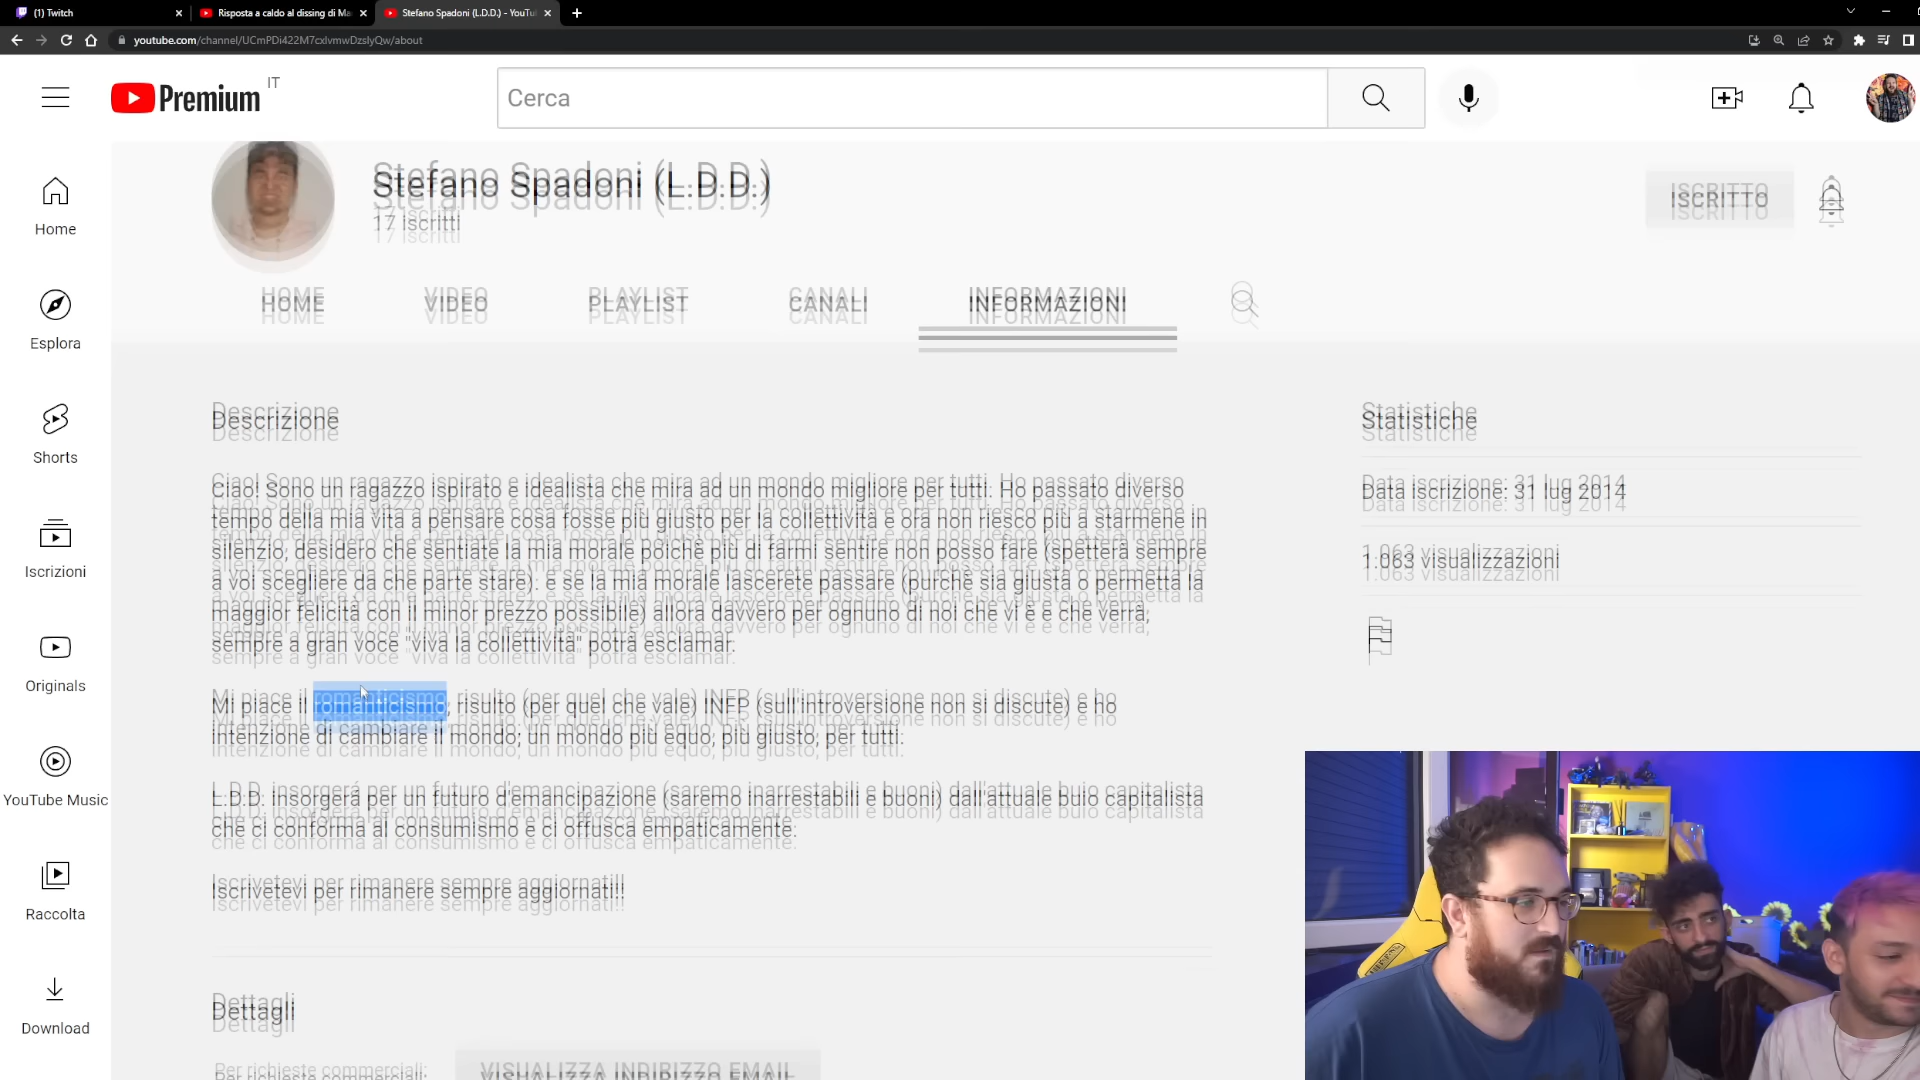 (1) Twitch
Risposta a caldo al dissing di Ma
Stefano Spadoni (L.D.D.) - YouTu
youtube.com/channel/UCmPDi422M7cxlvmwDzslyQw/about
Premium
IT
Cerca
Stefano Spadoni (L.D.D.)
17 iscritti
ISCRITTO
HOME
VIDEO
PLAYLIST
CANALI
INFORMAZIONI
Home
Esplora
Shorts
Iscrizioni
Originals
YouTube Music
Raccolta
Download
Descrizione
Ciao! Sono un ragazzo ispirato e idealista che mira ad un mondo migliore per tutti. Ho passato diverso
tempo della mia vita a pensare cosa fosse più giusto per la collettività e ora non riesco più a starmene in
silenzio, desidero che sentiate la mia morale poichè più di farmi sentire non posso fare (spetterà sempre
a voi scegliere da che parte stare). e se la mia morale lascerete passare (purchè sia giusta o permetta la
maggior felicità con il minor prezzo possibile) allora davvero per ognuno di noi che vi è e che verrà,
sempre a gran voce "viva la collettività" potrà esclamar.
Mi piace il romanticismo, risulto (per quel che vale) INFP (sull'introversione non si discute) e ho
intenzione di cambiare il mondo; un mondo più equo, più giusto, per tutti.
L.D.D. insorgerá per un futuro d'emancipazione (saremo inarrestabili e buoni) dall'attuale buio capitalista
che ci conforma al consumismo e ci offusca empaticamente.
Iscrivetevi per rimanere sempre aggiornati!!
Dettagli
Per richieste commerciali:
VISUALIZZA INDIRIZZO EMAIL
Statistiche
Data iscrizione: 31 lug 2014
1.063 visualizzazioni